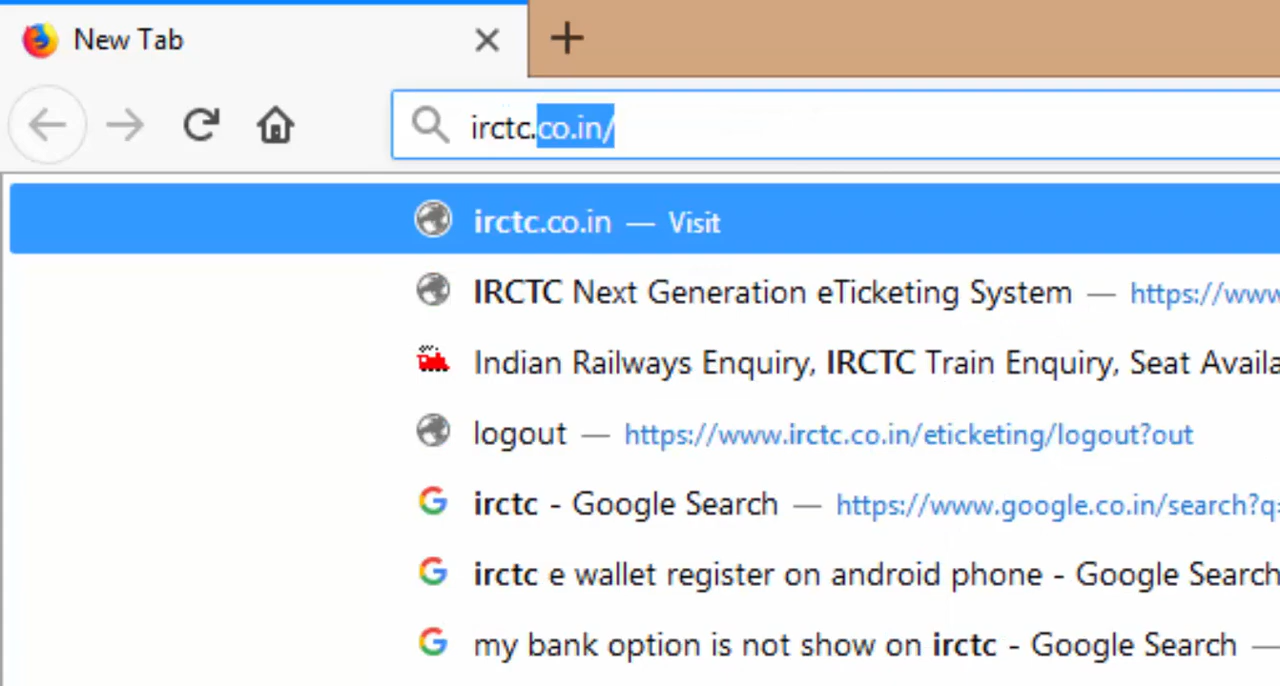 New Tab
irctc.co.in/
irctc.co.in — Visit
IRCTC Next Generation eTicketing System — https://www
Indian Railways Enquiry, IRCTC Train Enquiry, Seat Availa
logout — https://www.irctc.co.in/eticketing/logout?out
irctc - Google Search — https://www.google.co.in/search?q=
irctc e wallet register on android phone - Google Search
my bank option is not show on irctc - Google Search —